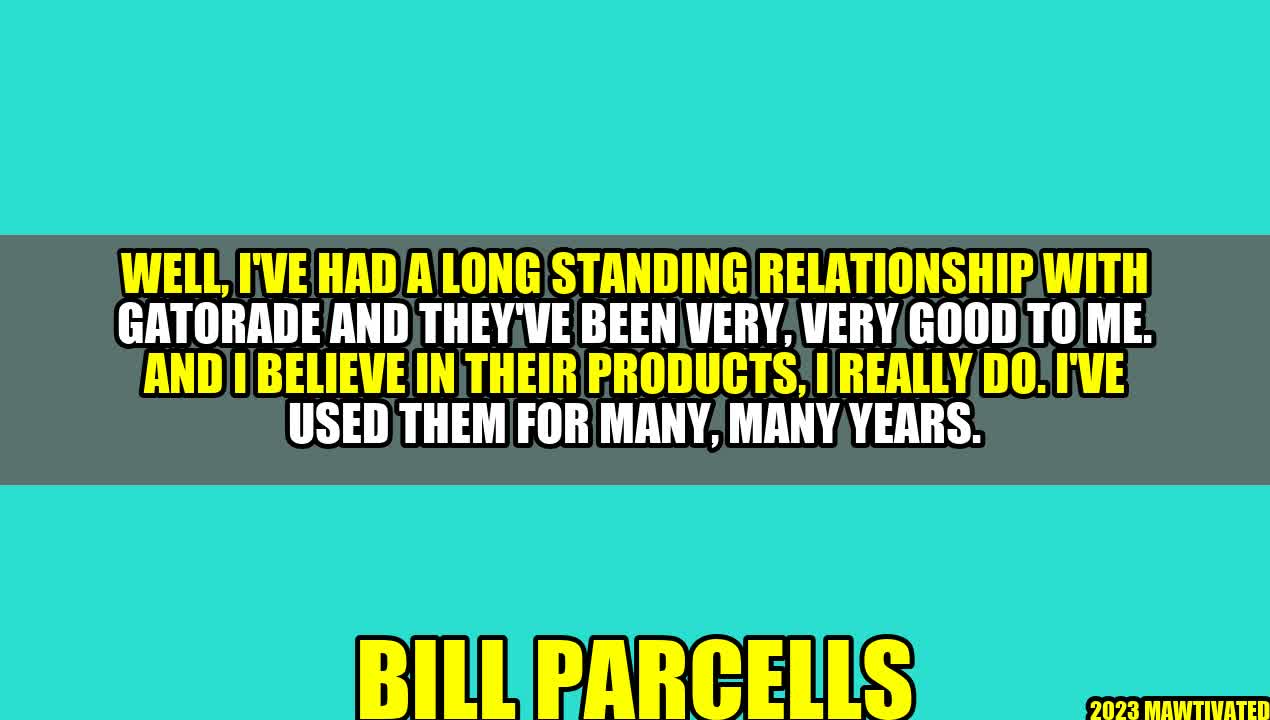 WELL, I'VE HAD A LONG STANDING RELATIONSHIP WITH
GATORADE AND THEY'VE BEEN VERY, VERY GOOD TO ME.
AND I BELIEVE IN THEIR PRODUCTS, I REALLY DO. I'VE
USED THEM FOR MANY, MANY YEARS.
BILL PARCELLS
2023 MAWTIVATED